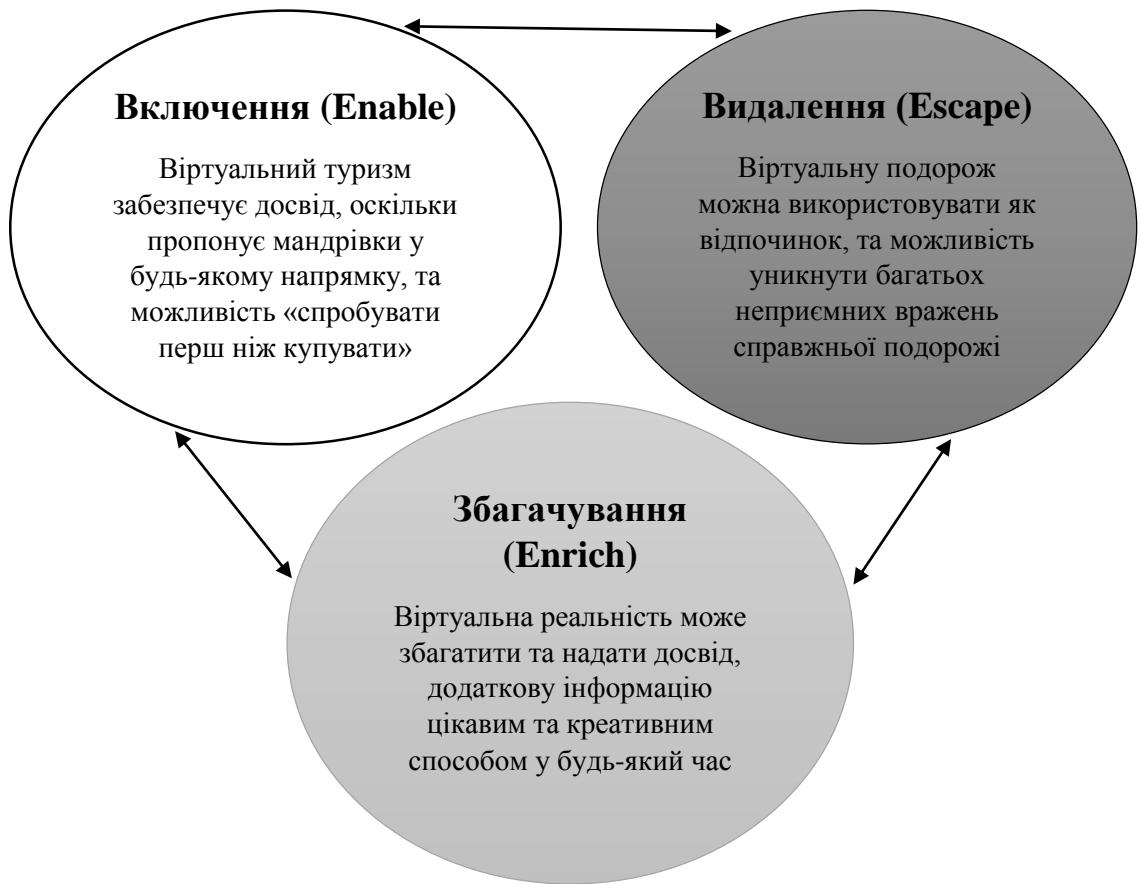 Включення (Enable)
Віртуальний туризм
забезпечує досвід, оскільки
пропонує мандрівки у
будь-якому напрямку, та
можливість «спробувати
перш ніж купувати»
Видалення (Escape)
Віртуальну подорож
можна використовувати як
відпочинок, та можливість
уникнути багатьох
неприємних вражень
справжньої подорожі
Збагачування
(Enrich)
Віртуальна реальність може
збагатити та надати досвід,
додаткову інформацію
цікавим та креативним
способом у будь-який час